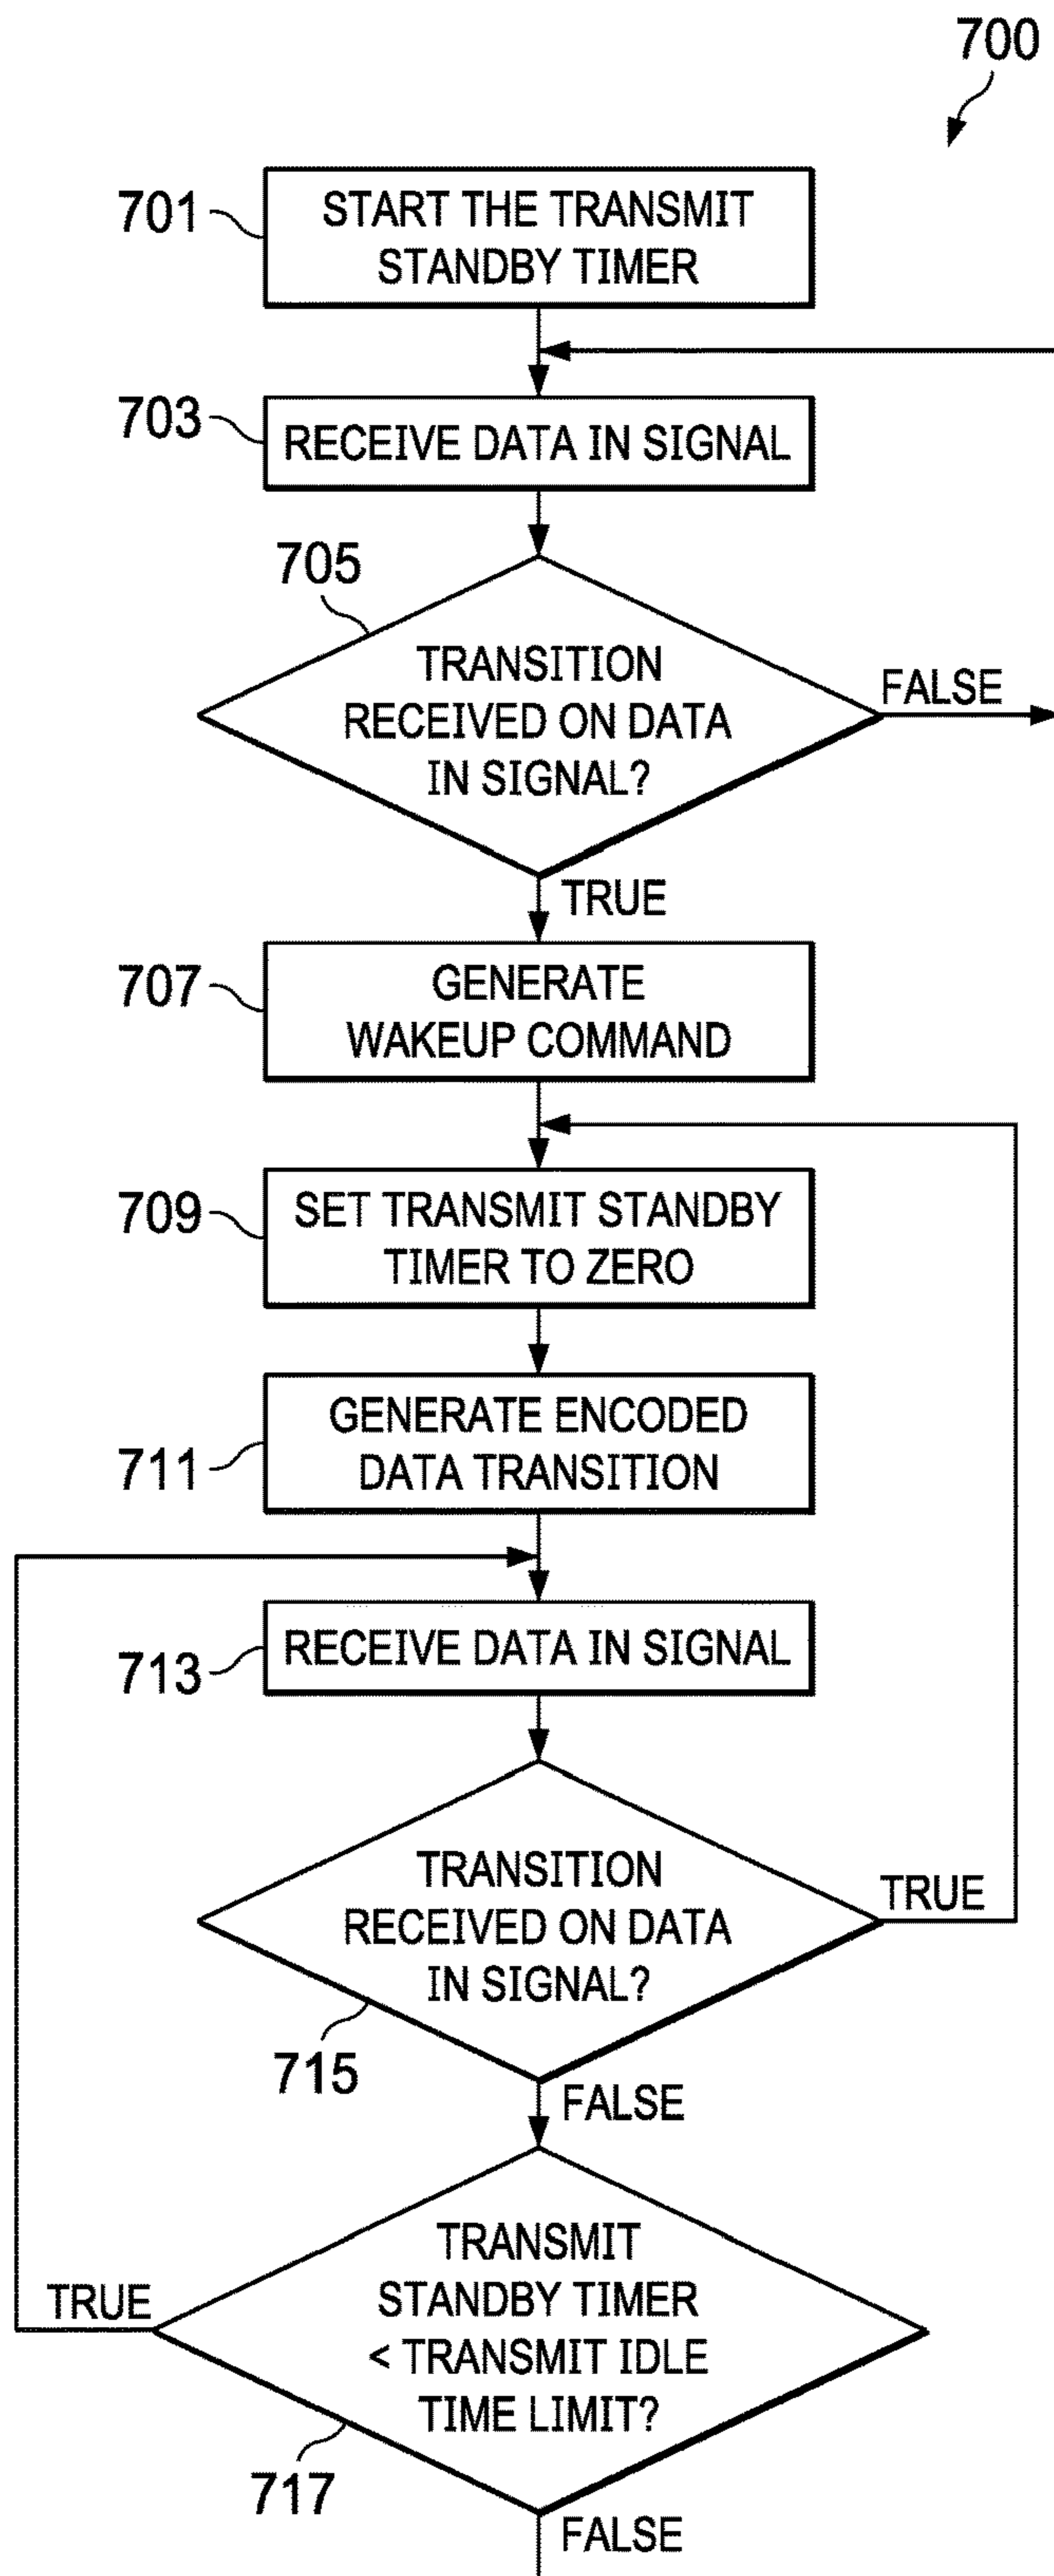 700
701
START THE TRANSMIT
STANDBY TIMER
703
RECEIVE DATA IN SIGNAL
705
TRANSITION
RECEIVED ON DATA
IN SIGNAL?
FALSE
TRUE
707
GENERATE
WAKEUP COMMAND
709
SET TRANSMIT STANDBY
TIMER TO ZERO
711
GENERATE ENCODED
DATA TRANSITION
713
RECEIVE DATA IN SIGNAL
TRANSITION
RECEIVED ON DATA
IN SIGNAL?
TRUE
715
FALSE
TRANSMIT
STANDBY TIMER
< TRANSMIT IDLE
TIME LIMIT?
TRUE
717
FALSE